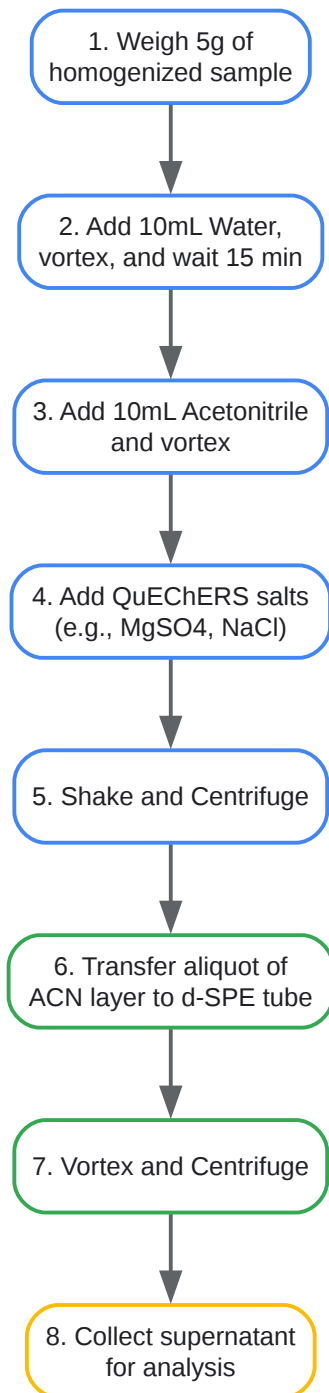 1. Weigh 5g of
homogenized sample
2. Add 10mL Water,
vortex, and wait 15 min
3. Add 10mL Acetonitrile
and vortex
4. Add QuEChERS salts
(e.g., MgSO4, NaCl)
5. Shake and Centrifuge
6. Transfer aliquot of
ACN layer to d-SPE tube
7. Vortex and Centrifuge
8. Collect supernatant
for analysis